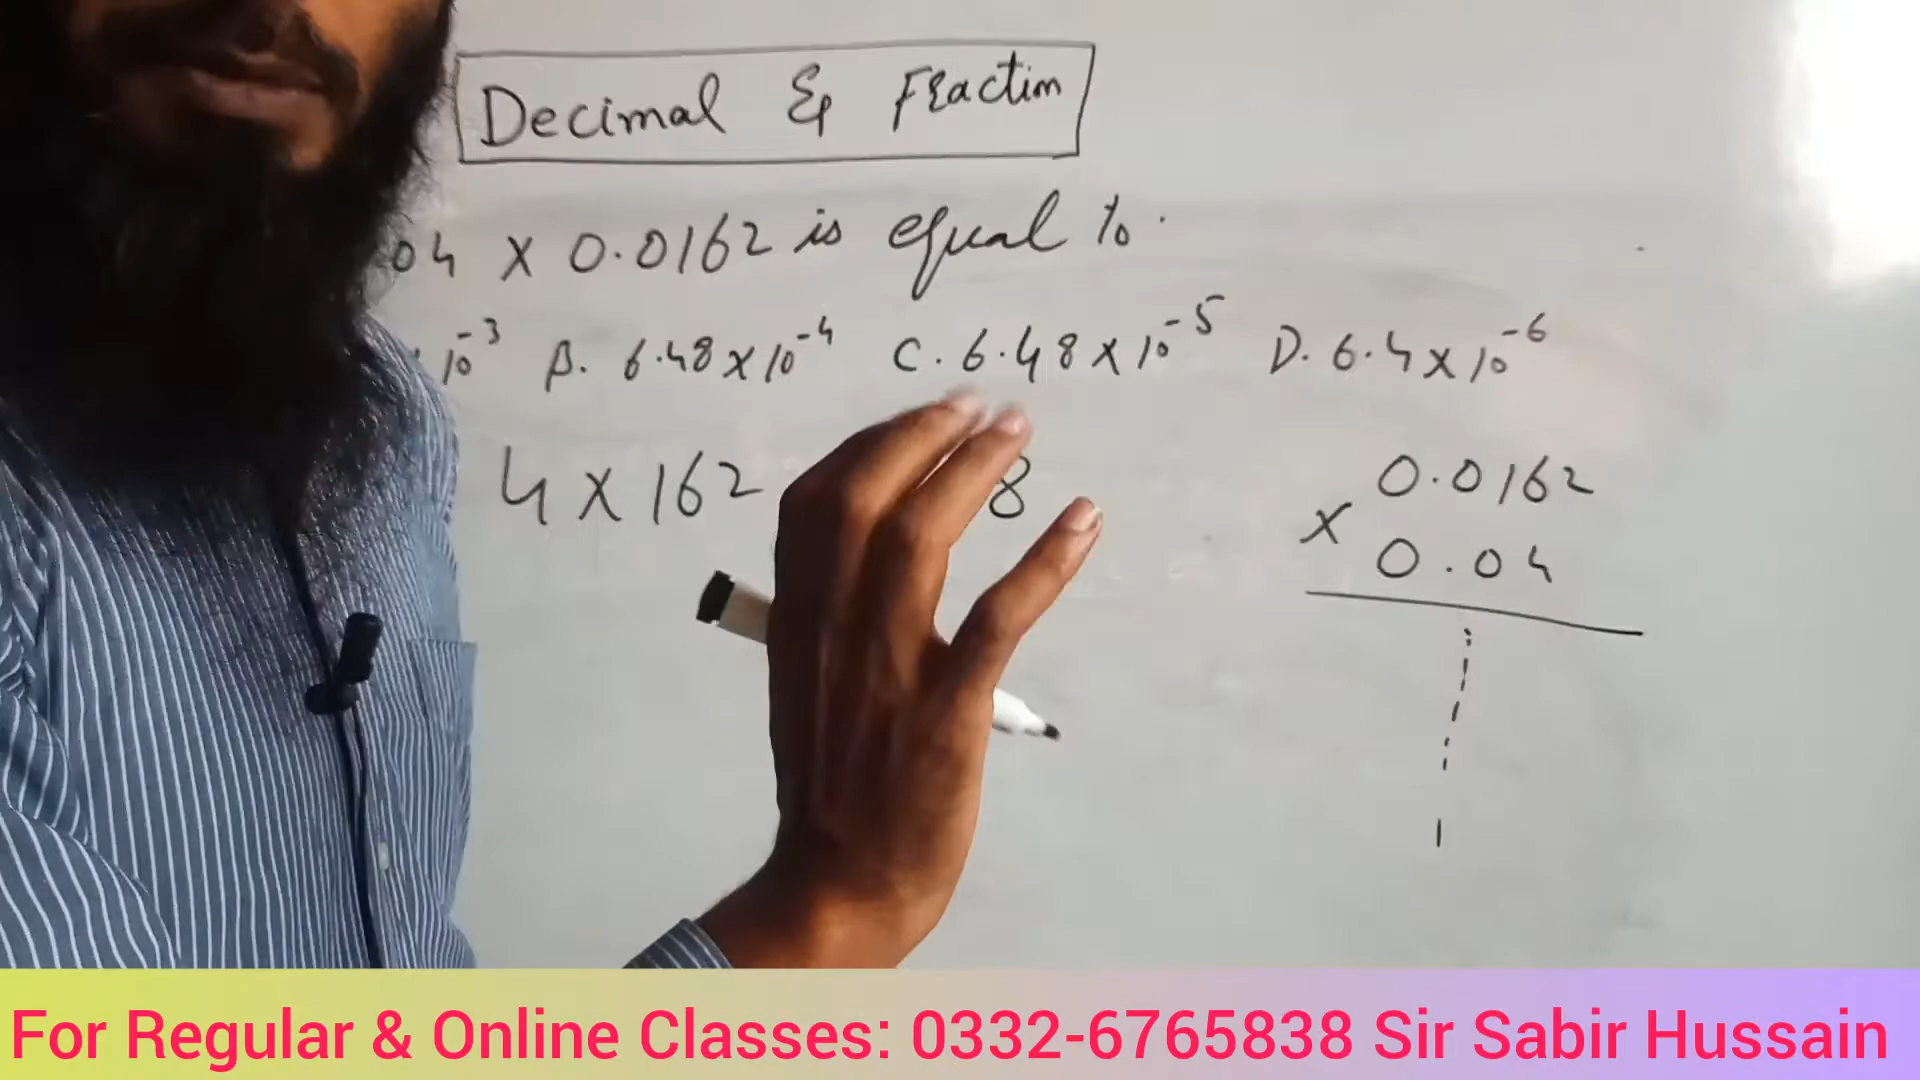 Decimal & Fraction
04 x 0.0162 is equal to
10⁻³ B. 6.48 x 10⁻⁴ C. 6.48 x 10⁻⁵ D. 6.4 x 10⁻⁶
4 x 162 8
0.0162
x 0.04
For Regular & Online Classes: 0332-6765838 Sir Sabir Hussain